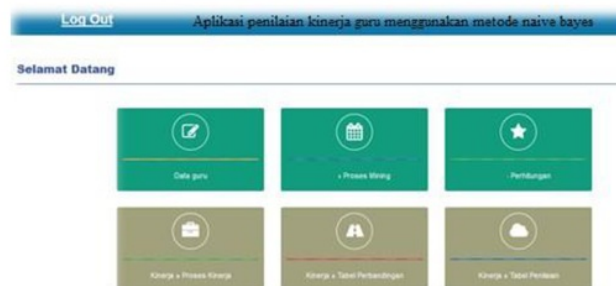 Log Out
Aplikasi penilaian kinerja guru menggunakan metode naive bayes
Selamat Datang
Data guru
» Proses Mining
- Perhitungan
Kinerja » Proses Kinerja
Kinerja » Tabel Perbandingan
Kinerja » Tabel Penilaian